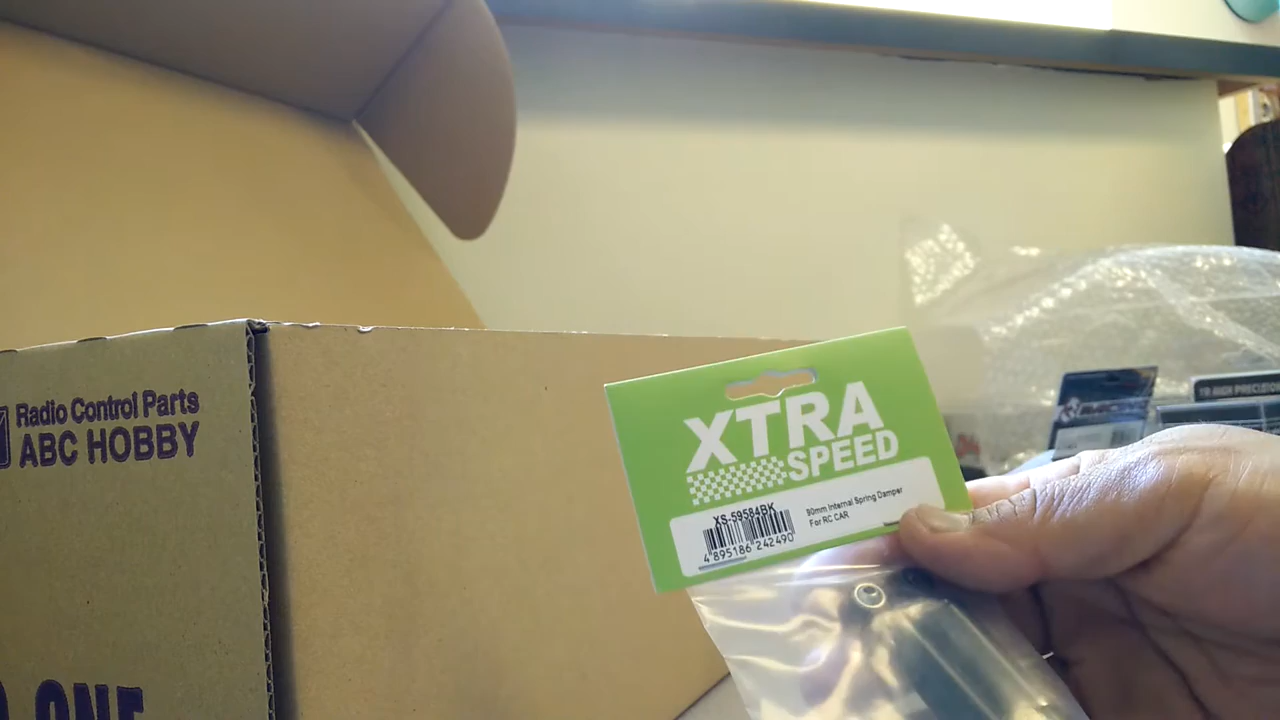 Radio Control Parts
ABC HOBBY
XTRA
SPEED
XS-59584BK
4 895186 242490
90mm Internal Spring Damper
For RC CAR
ONE